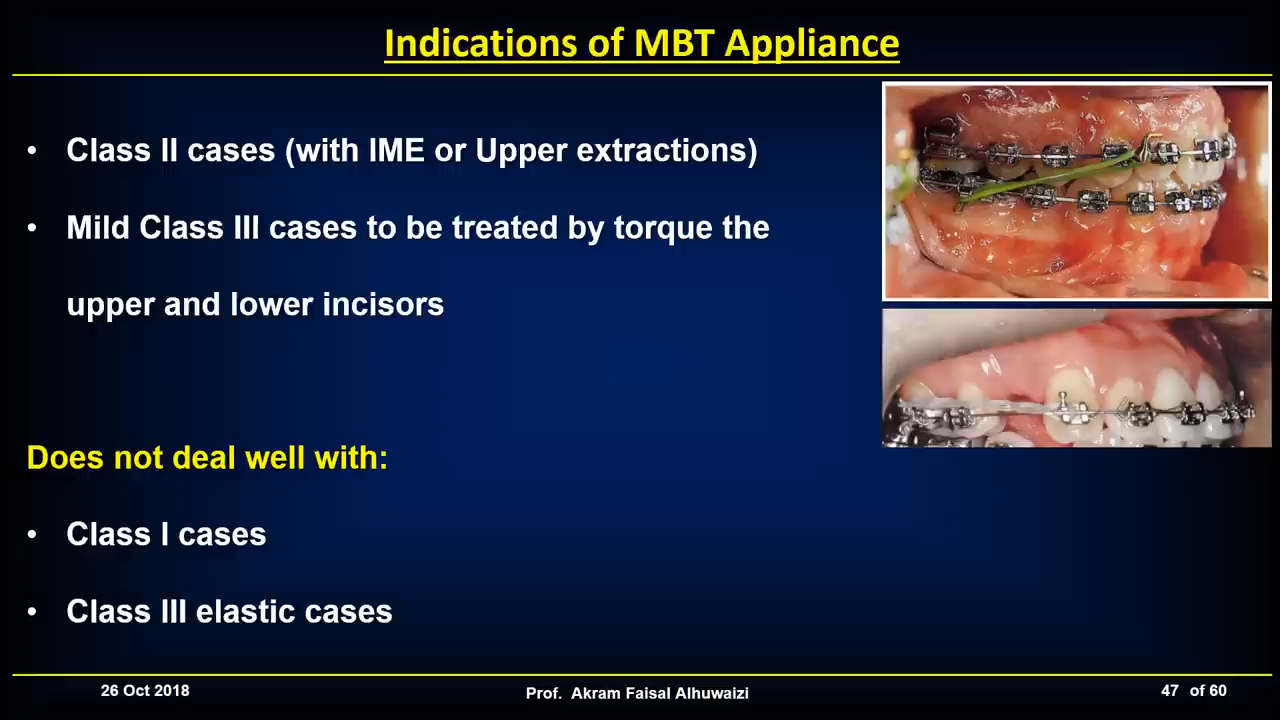 Indications of MBT Appliance
• Class II cases (with IME or Upper extractions)
• Mild Class III cases to be treated by torque the
upper and lower incisors
Does not deal well with:
• Class I cases
• Class III elastic cases
26 Oct 2018
Prof. Akram Faisal Alhuwaizi
47 of 60